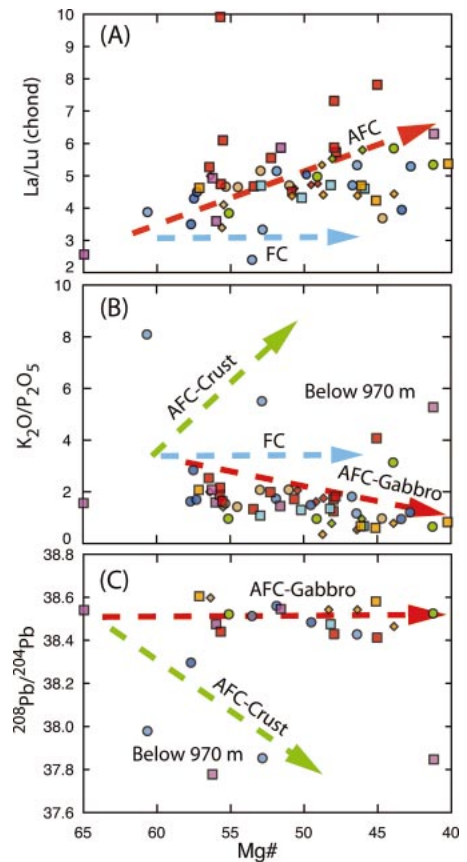 (A)
La/Lu (chond)
10
9
8
7
6
5
4
3
2
AFC
FC
(B)
K2O/P2O5
10
8
6
4
2
AFC-Crust
Below 970 m
FC
AFC-Gabbro
38.8
(C)
208Pb/204Pb
38.6
38.4
38.2
38.0
37.8
37.6
AFC-Gabbro
AFC-Crust
Below 970 m
65 60 55 50 45 40
Mg#